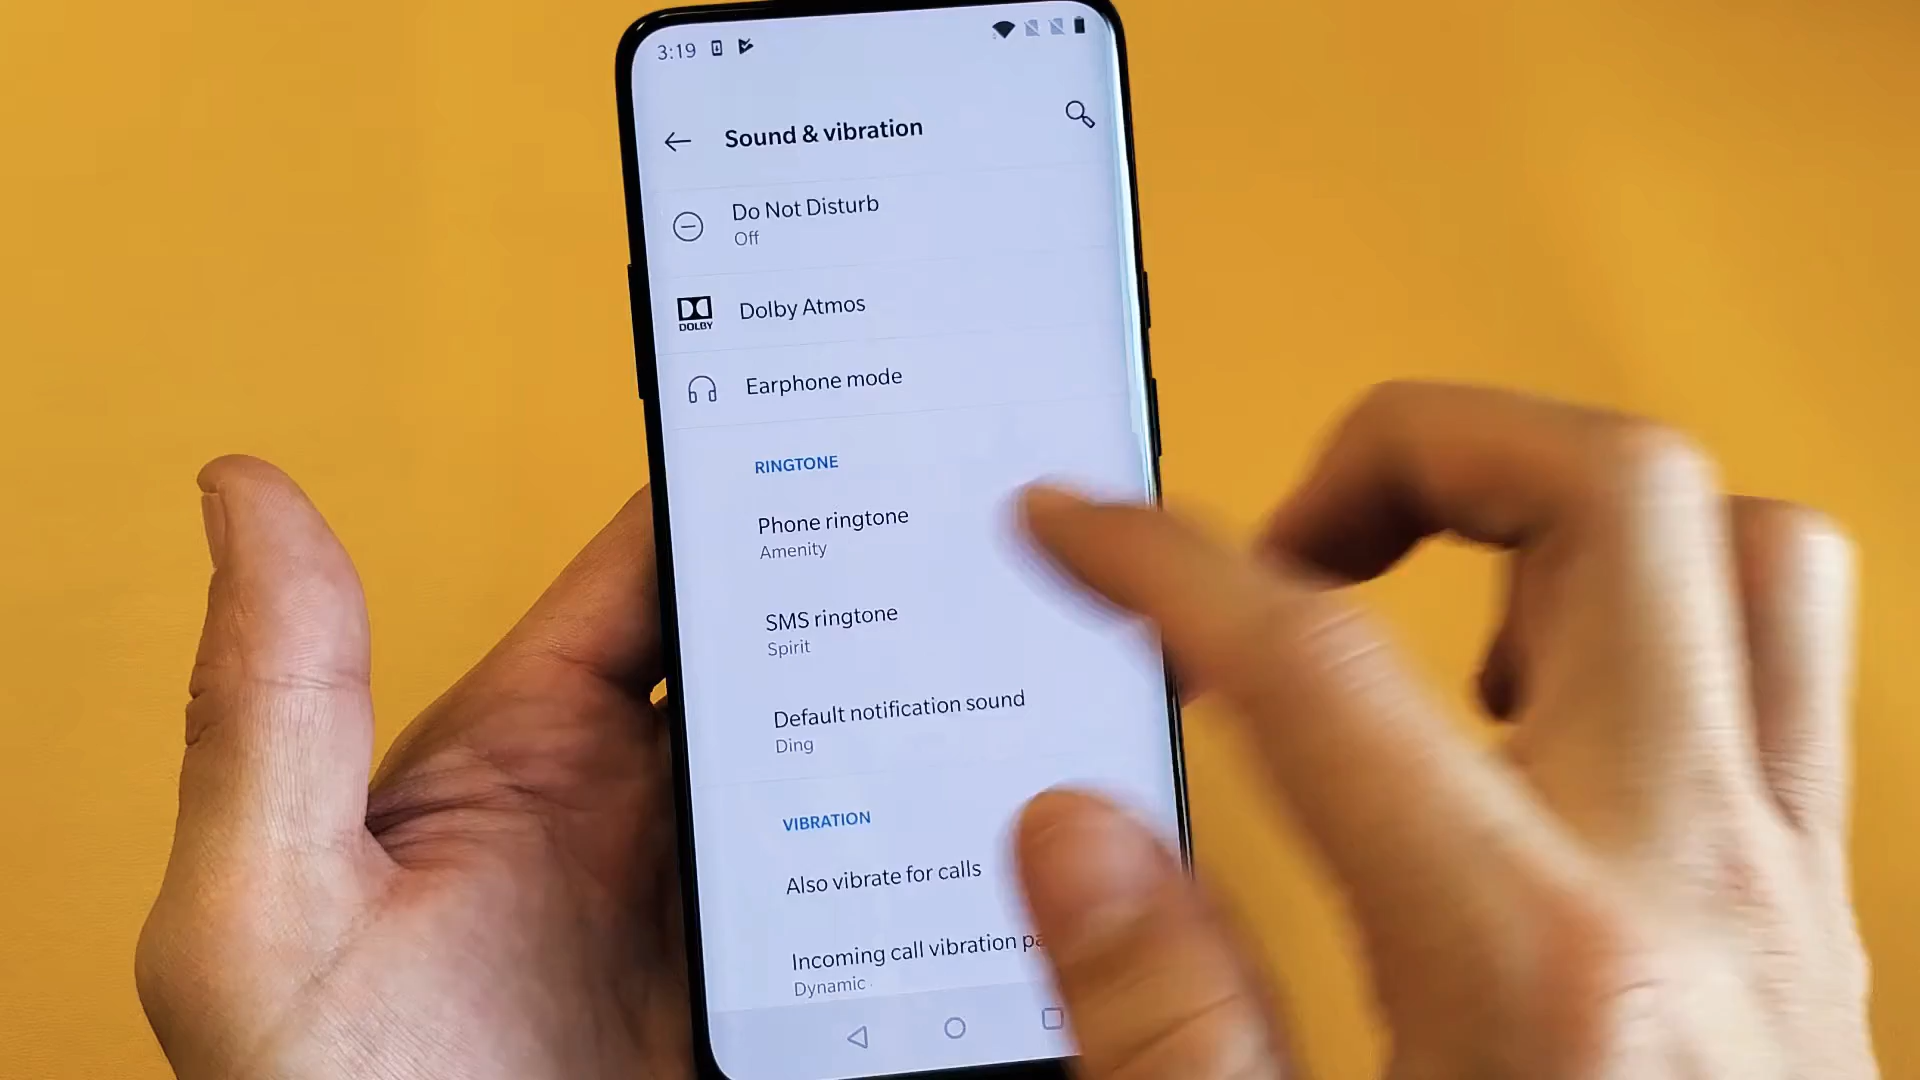 3:19
Sound & vibration
Do Not Disturb
Off
DOLBY
Dolby Atmos
Earphone mode
RINGTONE
Phone ringtone
Amenity
SMS ringtone
Spirit
Default notification sound
Ding
VIBRATION
Also vibrate for calls
Incoming call vibration
Dynamic